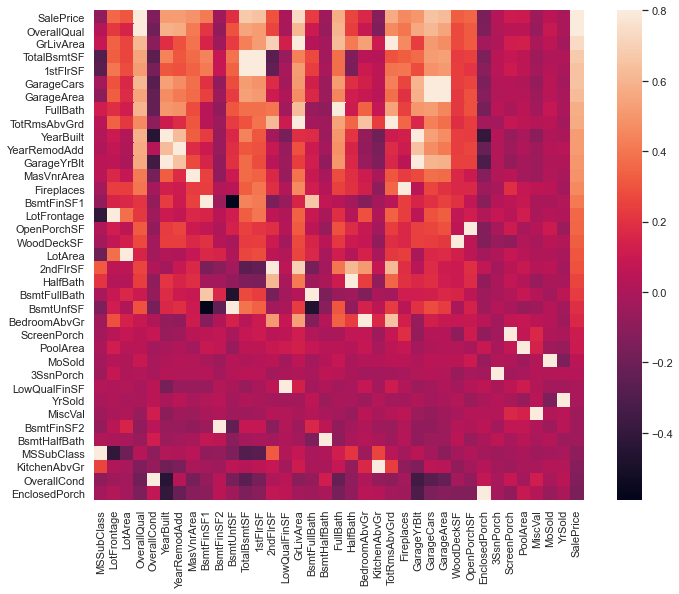 SalePrice
OverallQual
GrLivArea
TotalBsmtSF
1stFlrSF
GarageCars
GarageArea
FullBath
TotRmsAbvGrd
YearBuilt
YearRemodAdd
GarageYrBlt
MasVnrArea
Fireplaces
BsmtFinSF1
LotFrontage
OpenPorchSF
WoodDeckSF
LotArea
2ndFlrSF
HalfBath
BsmtFullBath
BsmtUnfSF
BedroomAbvGr
ScreenPorch
PoolArea
MoSold
3SsnPorch
LowQualFinSF
YrSold
MiscVal
BsmtFinSF2
BsmtHalfBath
MSSubClass
KitchenAbvGr
OverallCond
EnclosedPorch
MSSubClass
LotFrontage
LotArea
OverallQual
OverallCond
YearBuilt
YearRemodAdd
MasVnrArea
BsmtFinSF1
BsmtFinSF2
BsmtUnfSF
TotalBsmtSF
1stFlrSF
2ndFlrSF
LowQualFinSF
GrLivArea
BsmtFullBath
BsmtHalfBath
FullBath
HalfBath
BedroomAbvGr
KitchenAbvGr
TotRmsAbvGrd
Fireplaces
GarageYrBlt
GarageCars
GarageArea
WoodDeckSF
OpenPorchSF
EnclosedPorch
3SsnPorch
ScreenPorch
PoolArea
MiscVal
MoSold
YrSold
SalePrice
0.8
0.6
0.4
0.2
0.0
−0.2
−0.4